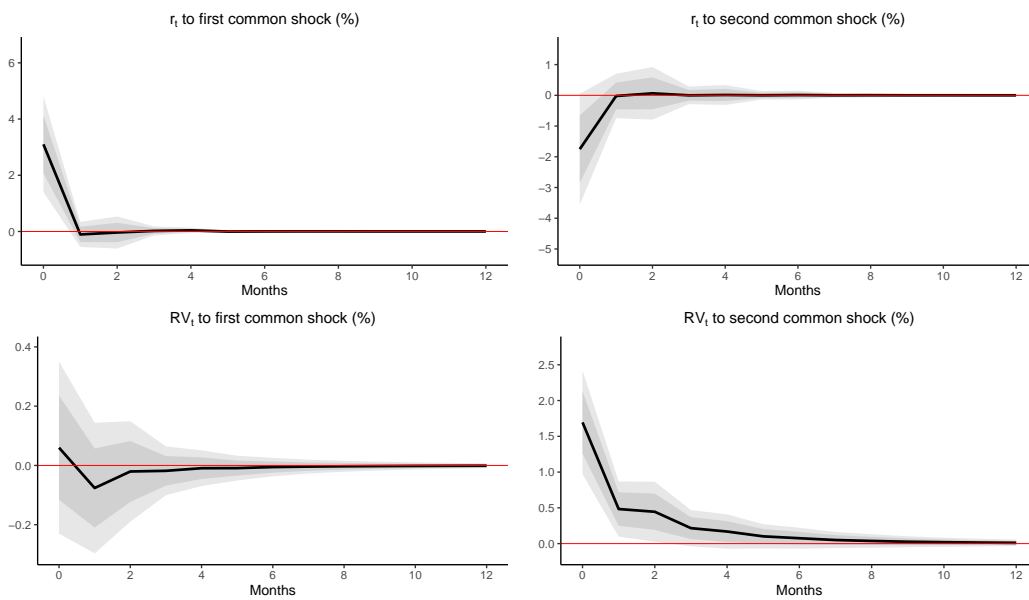 r_t to first common shock (%)
6
4
2
0
0 2 4 6 8 10 12
Months
r_t to second common shock (%)
1
0
−1
−2
−3
−4
−5
0 2 4 6 8 10 12
Months
RV_t to first common shock (%)
0.4
0.2
0.0
−0.2
0 2 4 6 8 10 12
Months
RV_t to second common shock (%)
2.5
2.0
1.5
1.0
0.5
0.0
0 2 4 6 8 10 12
Months